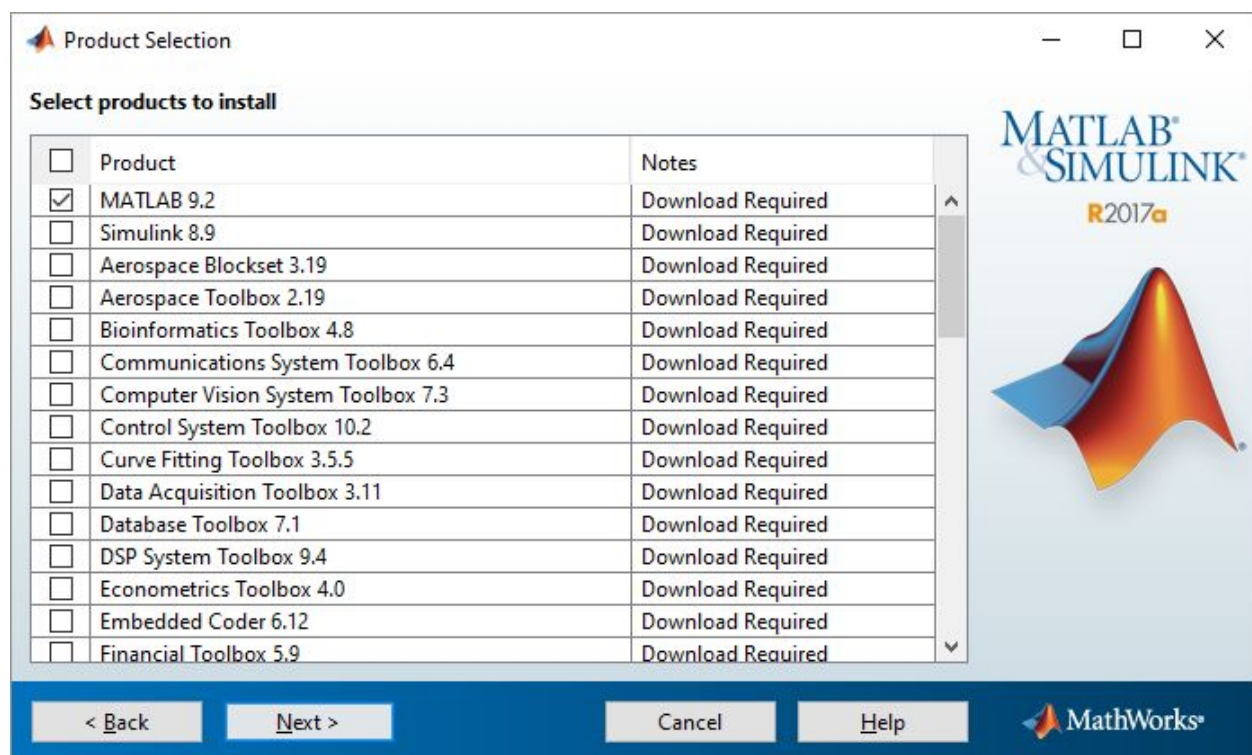 Product Selection
Select products to install
Product Notes
MATLAB 9.2 Download Required
Simulink 8.9 Download Required
Aerospace Blockset 3.19 Download Required
Aerospace Toolbox 2.19 Download Required
Bioinformatics Toolbox 4.8 Download Required
Communications System Toolbox 6.4 Download Required
Computer Vision System Toolbox 7.3 Download Required
Control System Toolbox 10.2 Download Required
Curve Fitting Toolbox 3.5.5 Download Required
Data Acquisition Toolbox 3.11 Download Required
Database Toolbox 7.1 Download Required
DSP System Toolbox 9.4 Download Required
Econometrics Toolbox 4.0 Download Required
Embedded Coder 6.12 Download Required
Financial Toolbox 5.9 Download Required
MATLAB®
&SIMULINK®
R2017a
®
< Back Next > Cancel Help MathWorks®